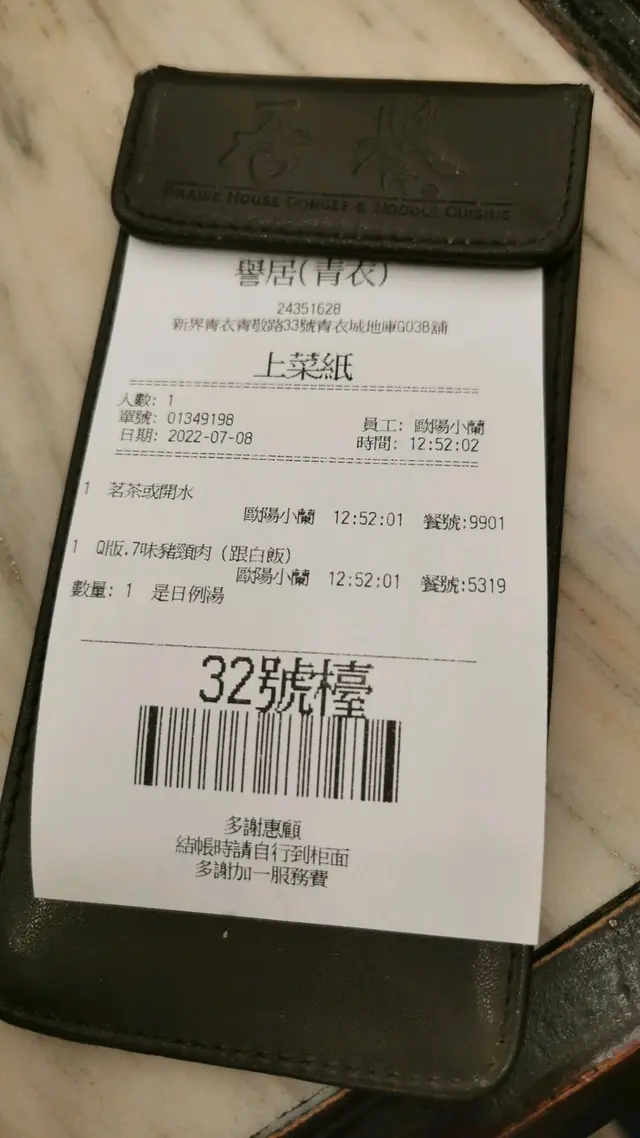 PRAISE HOUSE CONGEE & NOODLE CUISINE
譽居(青衣)
24351628
新界青衣青敬路33號青衣城地庫G03B舖
上菜紙
人數: 1
單號: 01349198 員工: 歐陽小蘭
日期: 2022-07-08 時間: 12:52:02
1 茗茶或開水
歐陽小蘭 12:52:01 餐號:9901
1 Q版.7味豬頸肉 (跟白飯)
歐陽小蘭 12:52:01 餐號:5319
數量: 1 是日例湯
32號檯
多謝惠顧
結帳時請自行到柜面
多謝加一服務費